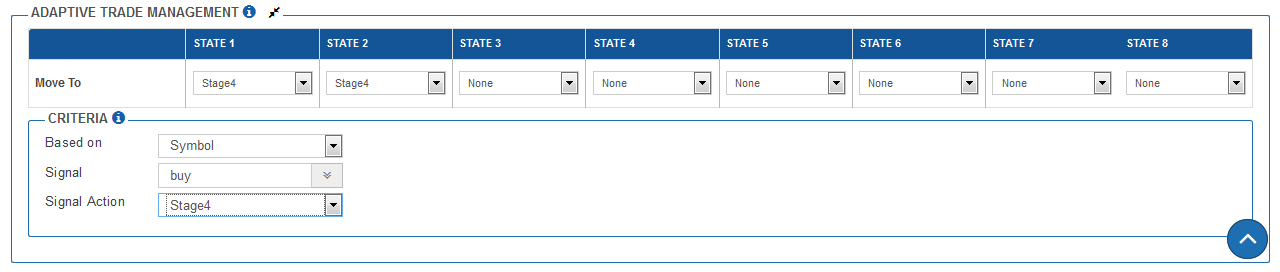 ADAPTIVE TRADE MANAGEMENT i
STATE 1 STATE 2 STATE 3 STATE 4 STATE 5 STATE 6 STATE 7 STATE 8
Move To Stage4 Stage4 None None None None None None
CRITERIA i
Based on Symbol
Signal buy
Signal Action Stage4